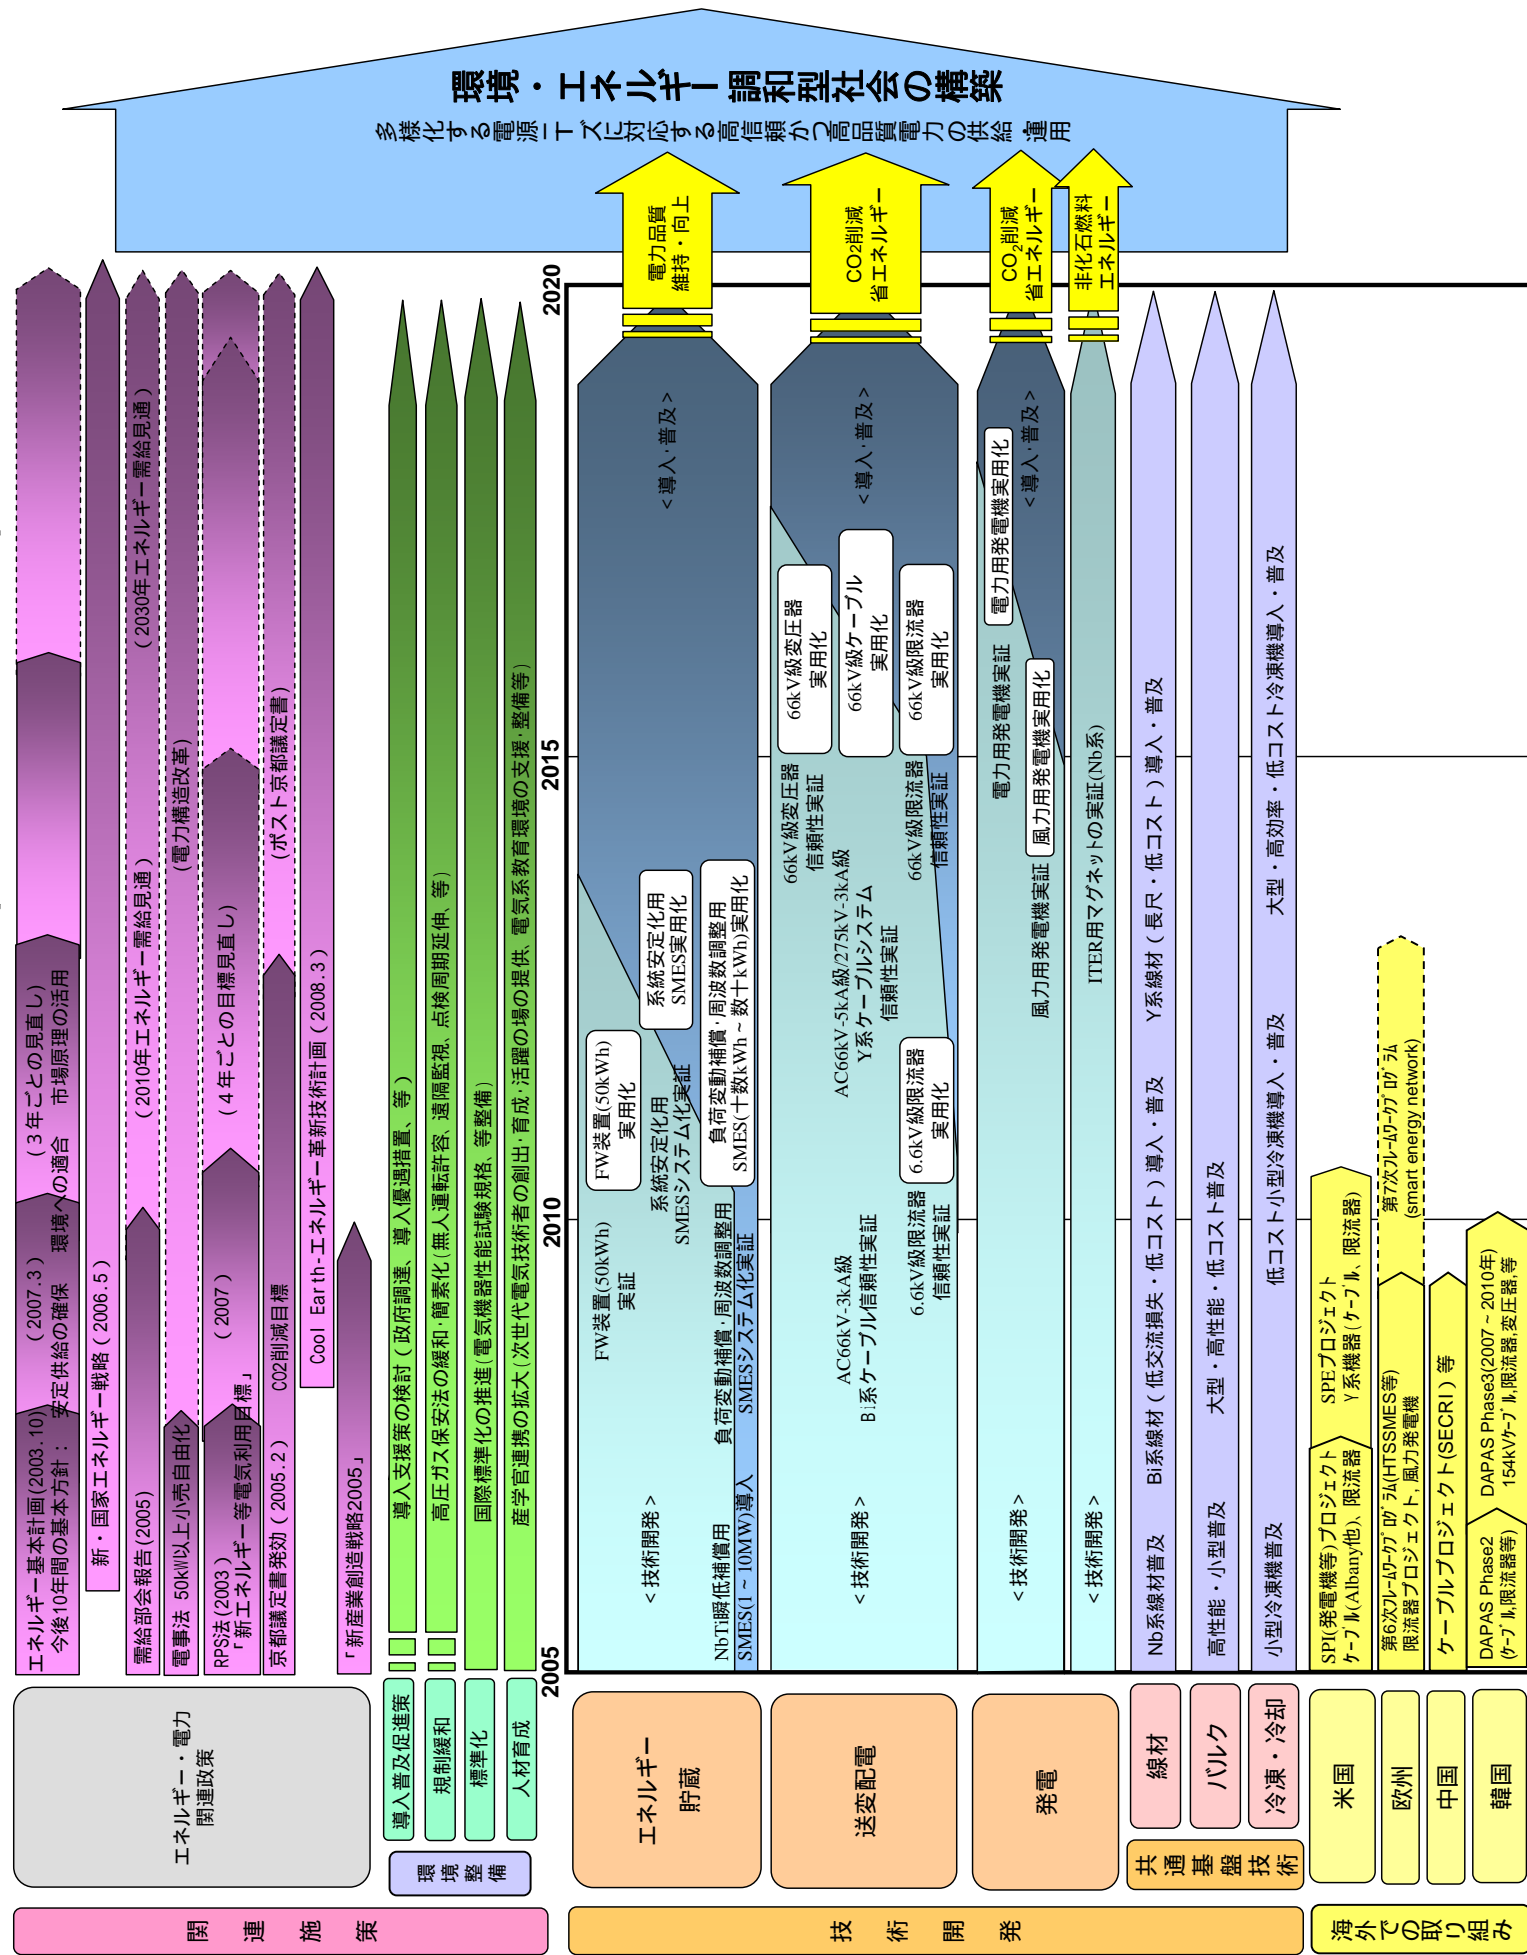 環境・エネルギー調和型社会の構築
多様化する電源ニーズに対応する高信頼かつ高品質電力の供給・運用
関連施策
エネルギー・電力
関連政策
エネルギー基本計画(2003.10)
今後10年間の基本方針：　安定供給の確保　環境への適合　市場原理の活用
（2007.3）
（３年ごとの見直し）
新・国家エネルギー戦略（2006.5）
需給部会報告(2005)
（2010年エネルギー需給見通）
（2030年エネルギー需給見通）
電事法 50kW以上小売自由化
(電力構造改革)
RPS法(2003)
「新エネルギー等電気利用目標」
（2007）
（４年ごとの目標見直し）
京都議定書発効（2005.2）
CO2削減目標
(ポスト京都議定書)
Cool Earth-エネルギー革新技術計画（2008.3）
「新産業創造戦略2005」
環境整備
導入普及促進策
導入支援策の検討（政府調達、導入優遇措置、等）
規制緩和
高圧ガス保安法の緩和・簡素化(無人運転許容、遠隔監視、点検周期延伸、等)
標準化
国際標準化の推進(電気機器性能試験規格、等整備)
人材育成
産学官連携の拡大(次世代電気技術者の創出・育成・活躍の場の提供、電気系教育環境の支援・整備等)
2005
2010
2015
2020
技術開発
エネルギー
貯蔵
＜技術開発＞
FW装置(50kWh)
実証
FW装置(50kWh)
実用化
系統安定化用
SMESシステム化実証
系統安定化用
SMES実用化
NbTi瞬低補償用
SMES(1～10MW)導入
負荷変動補償・周波数調整用
SMESシステム化実証
負荷変動補償・周波数調整用
SMES(十数kWh～数十kWh)実用化
＜導入・普及＞
電力品質
維持・向上
送変配電
＜技術開発＞
AC66kV-3kA級
Bi系ケーブル信頼性実証
6.6kV級限流器
信頼性実証
6.6kV級限流器
実用化
AC66kV-5kA級/275kV-3kA級
Y系ケーブルシステム
信頼性実証
66kV級変圧器
信頼性実証
66kV級限流器
信頼性実証
66kV級変圧器
実用化
66kV級ケーブル
実用化
66kV級限流器
実用化
＜導入・普及＞
CO2削減
省エネルギー
発電
＜技術開発＞
風力用発電機実証
風力用発電機実用化
電力用発電機実証
電力用発電機実用化
＜導入・普及＞
CO2削減
省エネルギー
＜技術開発＞
ITER用マグネットの実証(Nb系)
非化石燃料
エネルギー
共通基盤技術
線材
Nb系線材普及
Bi系線材（低交流損失・低コスト）導入・普及
Y系線材（長尺・低コスト）導入・普及
バルク
高性能・小型普及
大型・高性能・低コスト普及
冷凍・冷却
小型冷凍機普及
低コスト小型冷凍機導入・普及
大型・高効率・低コスト冷凍機導入・普及
海外での取り組み
米国
SPI(発電機等)プロジェクト
ケーブル(Albany他)、限流器
SPEプロジェクト
Ｙ系機器(ケーブル、限流器)
欧州
第6次フレームワークプログラム(HTSSMES等)
限流器プロジェクト, 風力発電機
第7次フレームワークプログラム
(smart energy network)
中国
ケーブルプロジェクト(SECRI)等
韓国
DAPAS Phase2
(ケーブル,限流器等)
DAPAS Phase3(2007～2010年)
154kVケーブル,限流器,変圧器,等